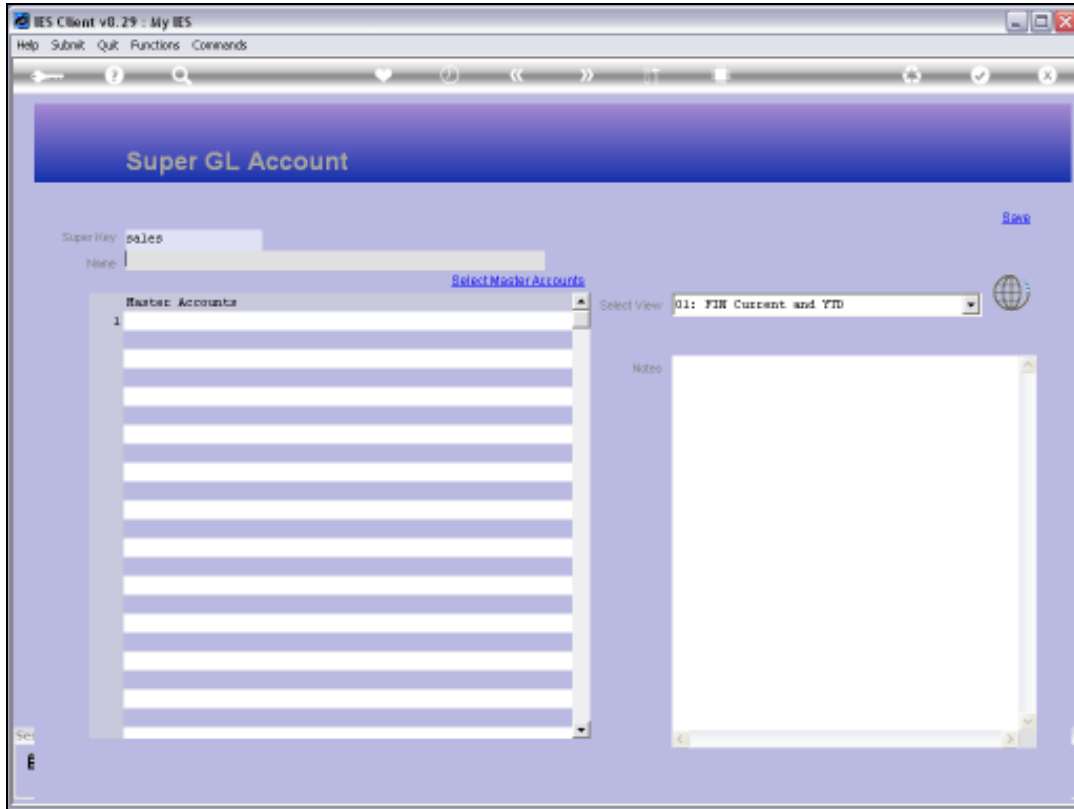 IES Client v8.29 : My IES
Help Submit Quit Functions Commands
Super GL Account
Save
Super Key sales
Name
Select Master Accounts
Master Accounts
Select View 01: FIN Current and YTD
1
Notes